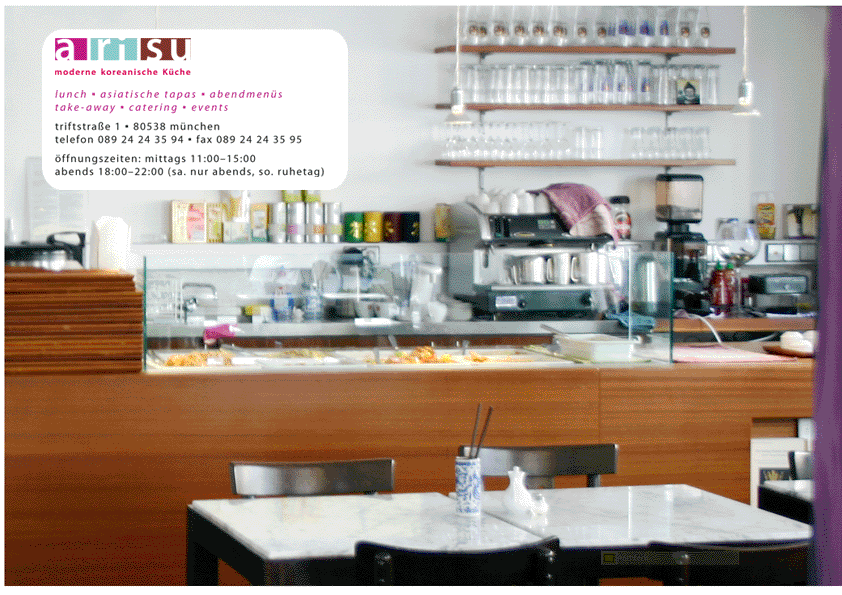 arisu
moderne koreanische Küche
lunch • asiatische tapas • abendmenüs
take-away • catering • events
triftstraße 1 • 80538 münchen
telefon 089 24 24 35 94 • fax 089 24 24 35 95
öffnungszeiten: mittags 11:00–15:00
abends 18:00–22:00 (sa. nur abends, so. ruhetag)